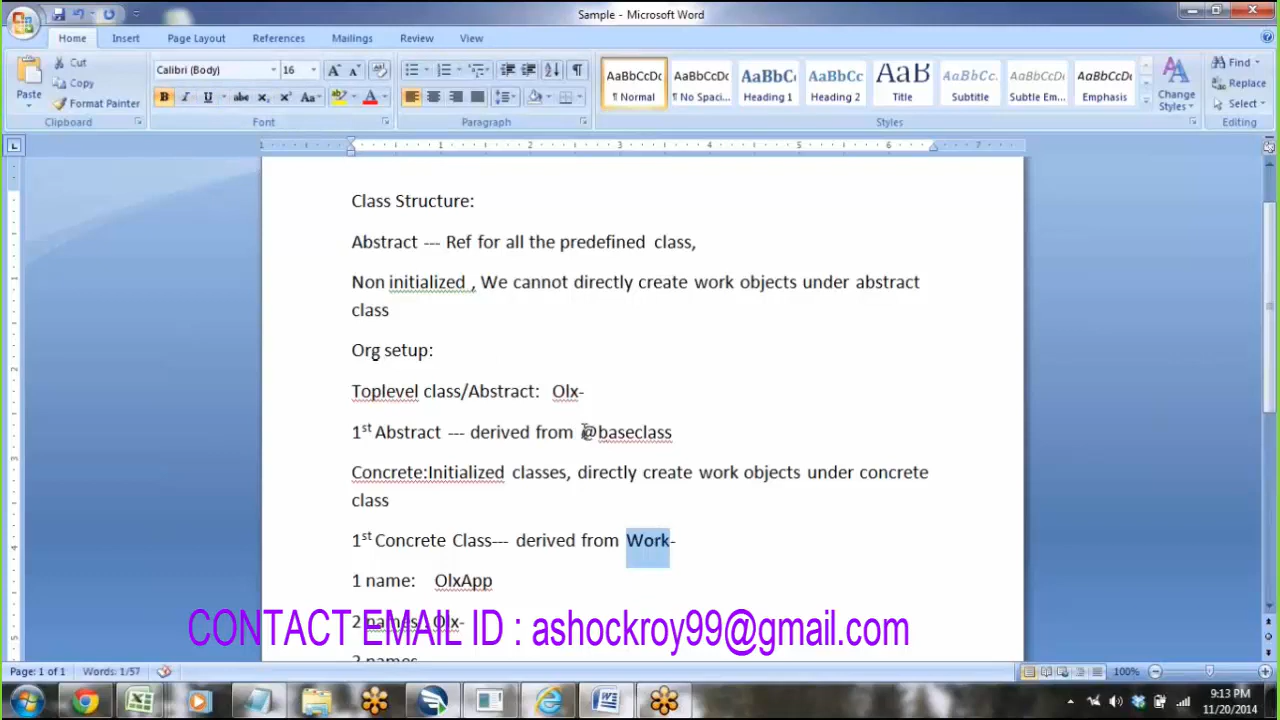 Sample - Microsoft Word
Home Insert Page Layout References Mailings Review View
Cut
Copy
Format Painter
Paste
Clipboard
Calibri (Body) 16
Font
Paragraph
AaBbCcDc AaBbCcDc AaBbC AaBbCc AaB AaBbCc. AaBbCcDc AaBbCcDc
¶ Normal ¶ No Spaci... Heading 1 Heading 2 Title Subtitle Subtle Em... Emphasis
Change Styles
Styles
Find
Replace
Select
Editing
Class Structure:
Abstract --- Ref for all the predefined class,
Non initialized , We cannot directly create work objects under abstract
class
Org setup:
Toplevel class/Abstract: Olx-
1st Abstract --- derived from @baseclass
Concrete:Initialized classes, directly create work objects under concrete
class
1st Concrete Class--- derived from Work-
1 name: OlxApp
2 names: Olx-
CONTACT EMAIL ID : ashockroy99@gmail.com
Page: 1 of 1 Words: 1/57 100%
9:13 PM
11/20/2014